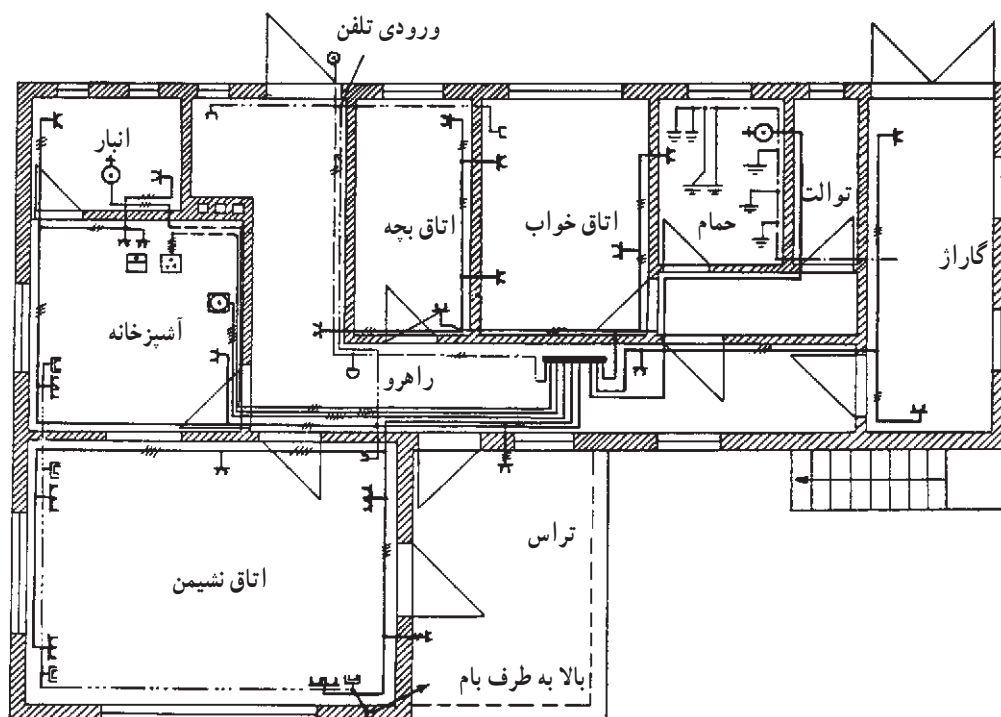 ورودی تلفن
انبار
اتاق بچه
اتاق خواب
حمام
توالت
گاراژ
آشپزخانه
راهرو
اتاق نشیمن
تراس
بالا به طرف بام